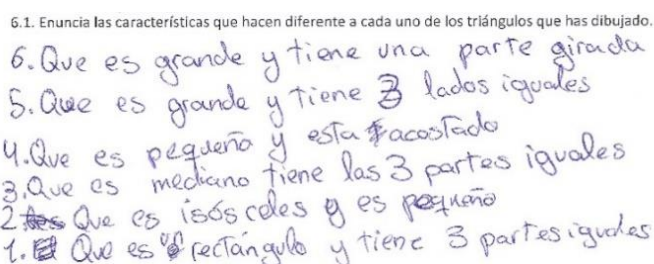 6.1. Enuncia las características que hacen diferente a cada uno de los triángulos que has dibujado.
6. Que es grande y tiene una parte girada
5. Que es grande y tiene 3 lados iguales
4. Que es pequeño y esta acostado
3. Que es mediano tiene las 3 partes iguales
2. Que es isósceles y es pequeño
1. Que es un rectángulo y tiene 3 partes iguales